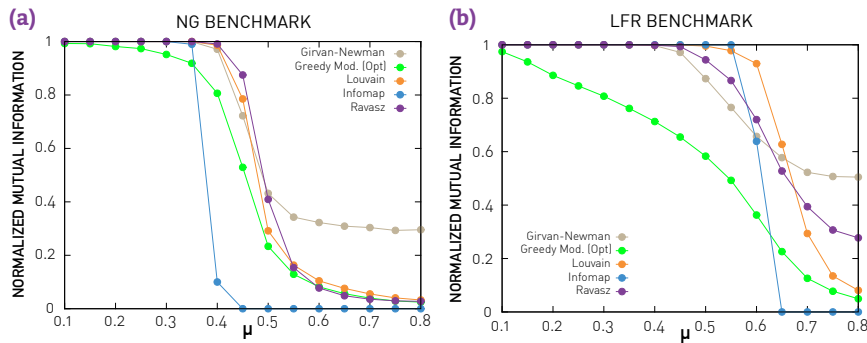 (a)
NG BENCHMARK
NORMALIZED MUTUAL INFORMATION
1
0.8
0.6
0.4
0.2
0
0.1 0.2 0.3 0.4 0.5 0.6 0.7 0.8
μ
Girvan-Newman
Greedy Mod. (Opt)
Louvain
Infomap
Ravasz
(b)
LFR BENCHMARK
NORMALIZED MUTUAL INFORMATION
1
0.8
0.6
0.4
0.2
0
0.1 0.2 0.3 0.4 0.5 0.6 0.7 0.8
μ
Girvan-Newman
Greedy Mod. (Opt)
Louvain
Infomap
Ravasz